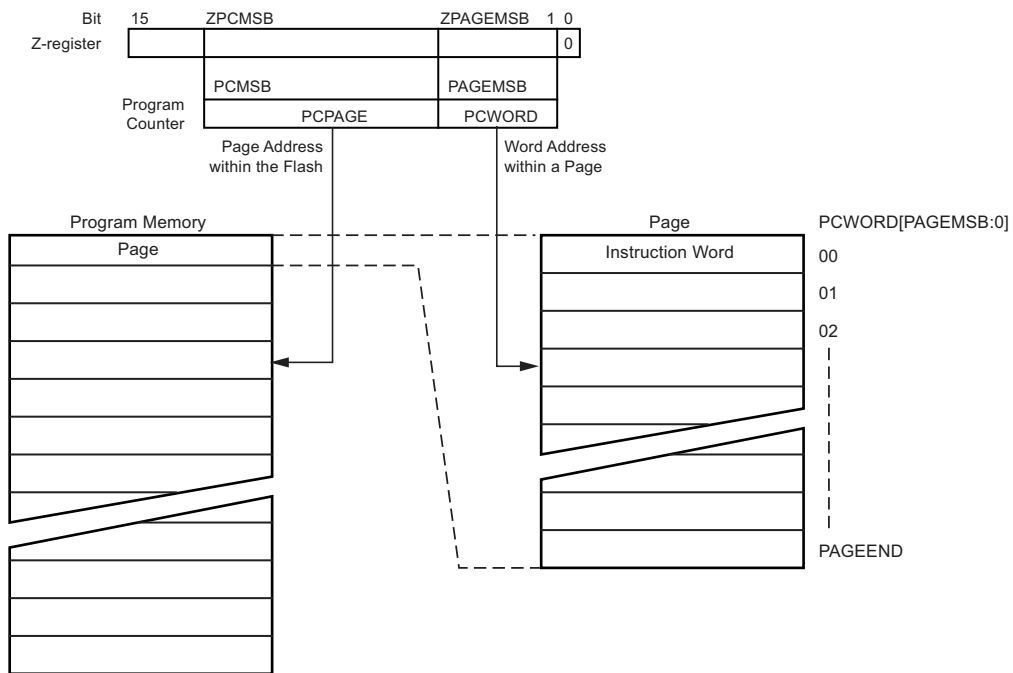 Bit 15 ZPCMSB ZPAGEMSB 1 0
Z-register 0
PCMSB PAGEMSB
Program
Counter
PCPAGE PCWORD
Page Address
within the Flash
Word Address
within a Page
Program Memory
Page
Page PCWORD[PAGEMSB:0]
Instruction Word 00
01
02
PAGEEND